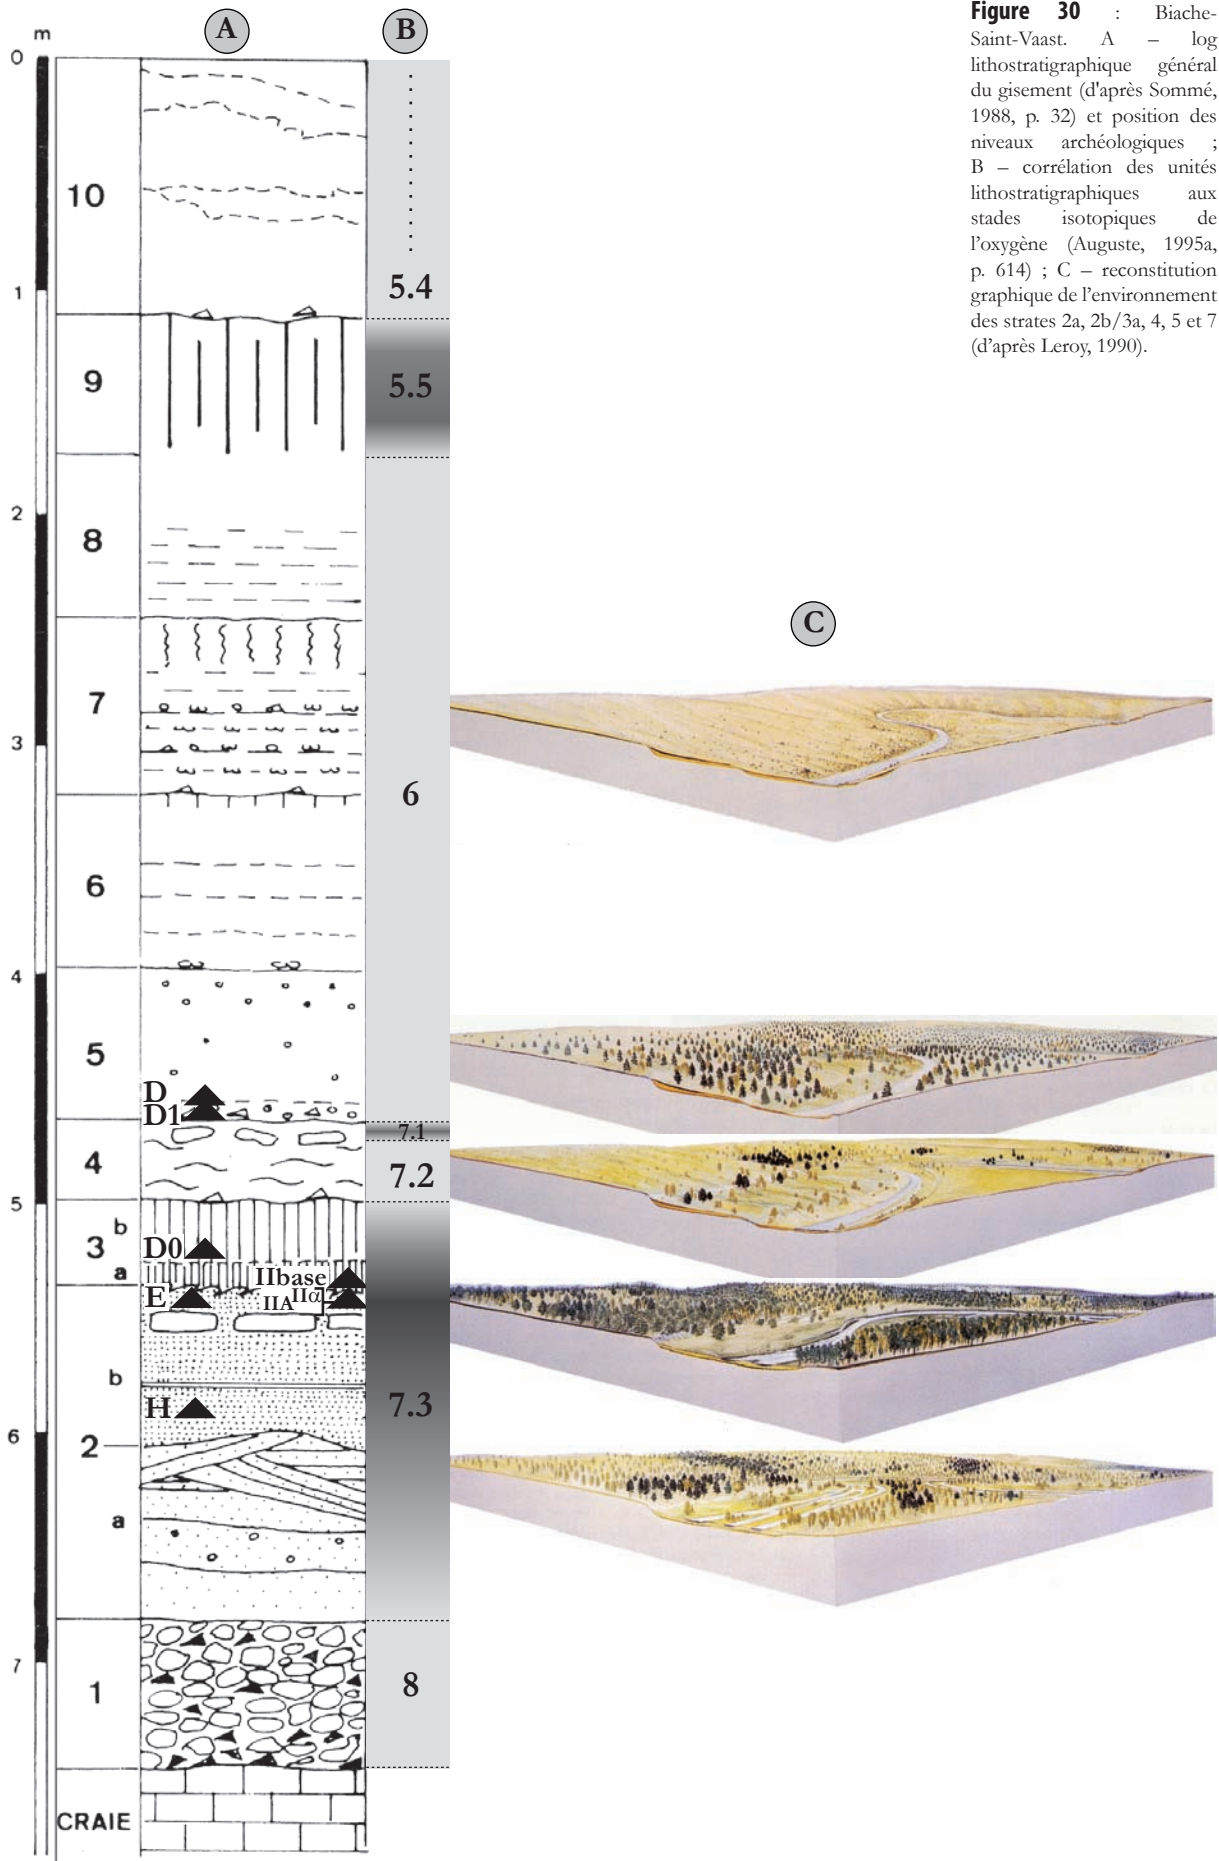 m
A
B
Figure 30 : Biache-
Saint-Vaast. A – log
lithostratigraphique général
du gisement (d'après Sommé,
1988, p. 32) et position des
niveaux archéologiques ;
B – corrélation des unités
lithostratigraphiques aux
stades isotopiques de
l’oxygène (Auguste, 1995a,
p. 614) ; C – reconstitution
graphique de l’environnement
des strates 2a, 2b/3a, 4, 5 et 7
(d’après Leroy, 1990).
0
10
5.4
1
9
5.5
2
8
C
7
3
6
6
4
5
D
D1
7.1
4
7.2
5
b
3
D0
a
IIbase
E
IIα
IIA
b
H
7.3
6
2
a
7
1
8
CRAIE